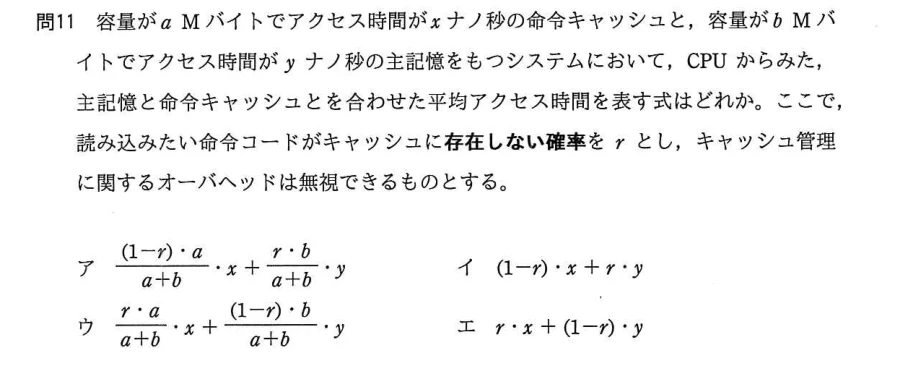 問11 容量が a M バイトでアクセス時間が x ナノ秒の命令キャッシュと，容量が b M バ
イトでアクセス時間が y ナノ秒の主記憶をもつシステムにおいて，CPU からみた，
主記憶と命令キャッシュとを合わせた平均アクセス時間を表す式はどれか。ここで，
読み込みたい命令コードがキャッシュに存在しない確率を r とし，キャッシュ管理
に関するオーバヘッドは無視できるものとする。
ア (1−r)・a/a+b・x + r・b/a+b・y イ (1−r)・x + r・y
ウ r・a/a+b・x + (1−r)・b/a+b・y エ r・x + (1−r)・y